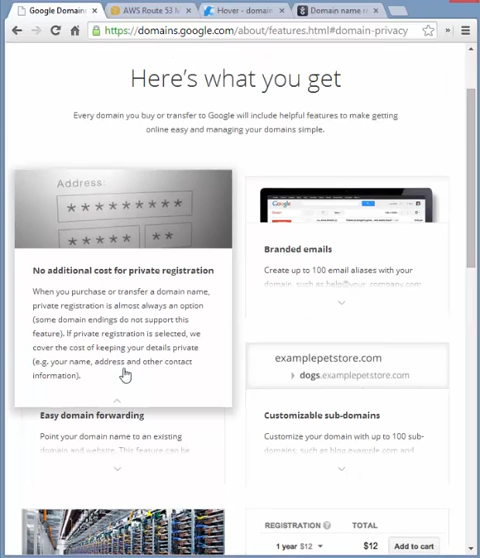 Google Domain
AWS Route 53 M
Hover - domain
Domain name r
https://domains.google.com/about/features.html#domain-privacy
Here's what you get
Every domain you buy or transfer to Google will include helpful features to make getting
online easy and managing your domains simple.
Address:
* * * * * * * * *
* * * * *
* *
No additional cost for private registration
When you purchase or transfer a domain name,
private registration is almost always an option
(some domain endings do not support this
feature). If private registration is selected, we
cover the cost of keeping your details private
(e.g. your name, address and other contact
information).
Google
Branded emails
Create up to 100 email aliases with your
domain, such as help@your_company.com
examplepetstore.com
dogs.examplepetstore.com
Easy domain forwarding
Point your domain name to an existing
domain and website. This feature can be
Customizable sub-domains
Customize your domain with up to 100 sub-
domains, such as blog.example.com and
REGISTRATION ? TOTAL
1 year $12 $12 Add to cart